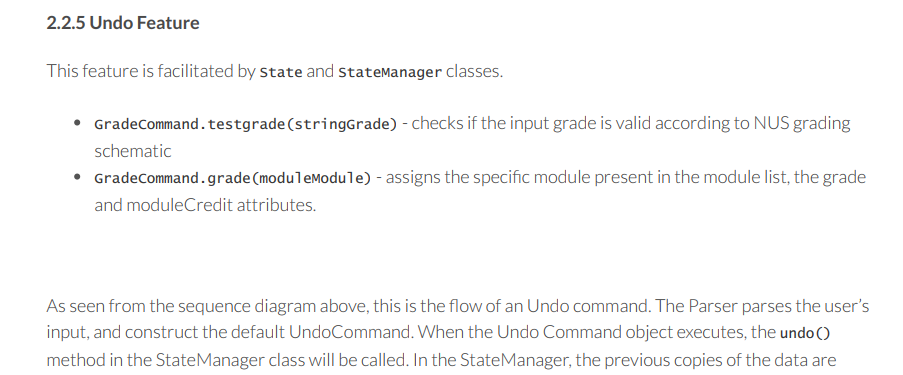 2.2.5 Undo Feature
This feature is facilitated by State and StateManager classes.
• GradeCommand.testgrade(stringGrade) - checks if the input grade is valid according to NUS grading
schematic
• GradeCommand.grade(moduleModule) - assigns the specific module present in the module list, the grade
and moduleCredit attributes.
As seen from the sequence diagram above, this is the flow of an Undo command. The Parser parses the user's
input, and construct the default UndoCommand. When the Undo Command object executes, the undo()
method in the StateManager class will be called. In the StateManager, the previous copies of the data are